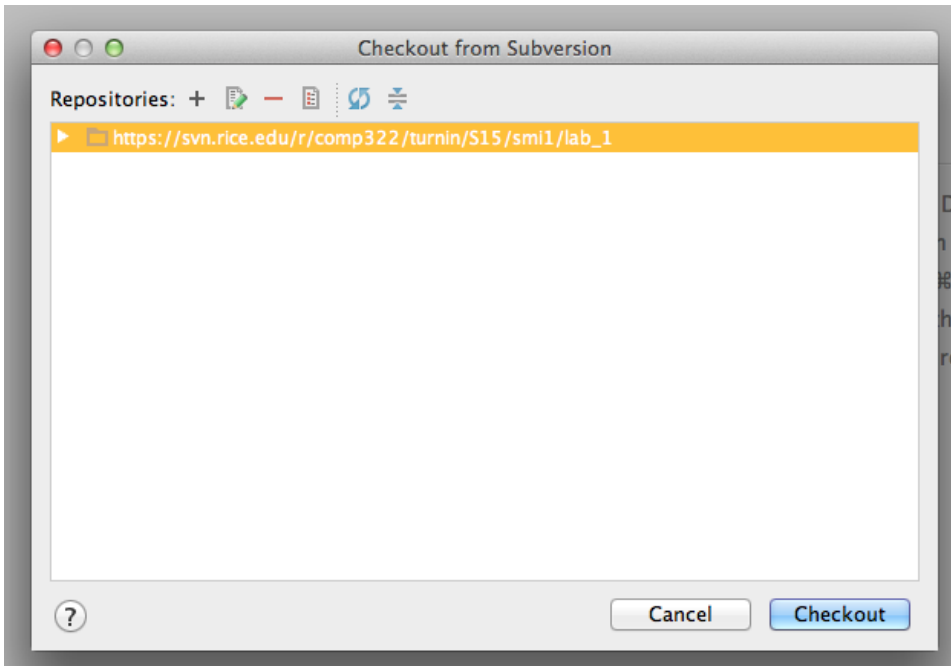 Checkout from Subversion
Repositories:
https://svn.rice.edu/r/comp322/turnin/S15/smi1/lab_1
?
Cancel
Checkout